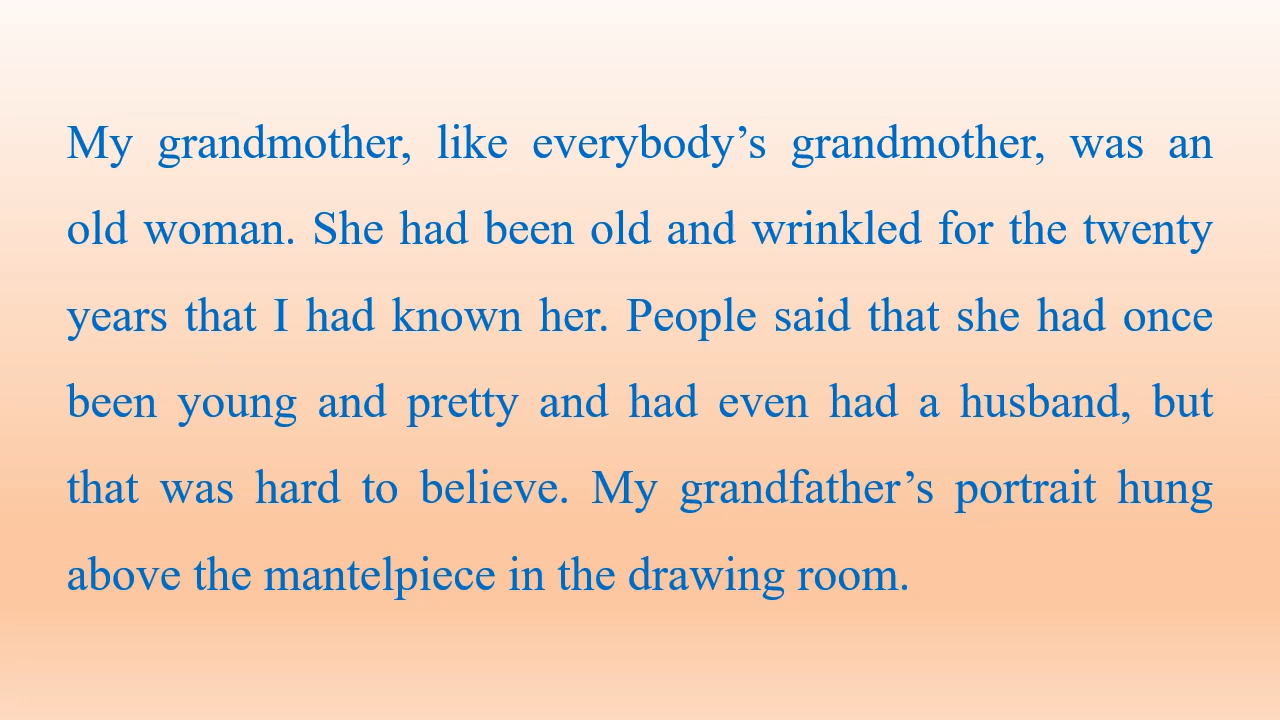 My grandmother, like everybody’s grandmother, was an
old woman. She had been old and wrinkled for the twenty
years that I had known her. People said that she had once
been young and pretty and had even had a husband, but
that was hard to believe. My grandfather’s portrait hung
above the mantelpiece in the drawing room.